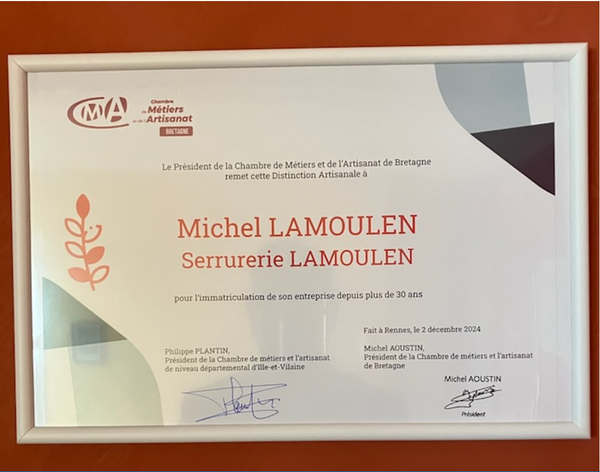 CMA
Chambre
de Métiers
et de l'Artisanat
BRETAGNE
Le Président de la Chambre de Métiers et de l'Artisanat de Bretagne
remet cette Distinction Artisanale à
Michel LAMOULEN
Serrurerie LAMOULEN
pour l'immatriculation de son entreprise depuis plus de 30 ans
Fait à Rennes, le 2 décembre 2024
Philippe PLANTIN,
Président de la Chambre de métiers et l'artisanat
de niveau départemental d'Ille-et-Vilaine
Michel AOUSTIN,
Président de la Chambre de métiers et l'artisanat
de Bretagne
Michel AOUSTIN
Président